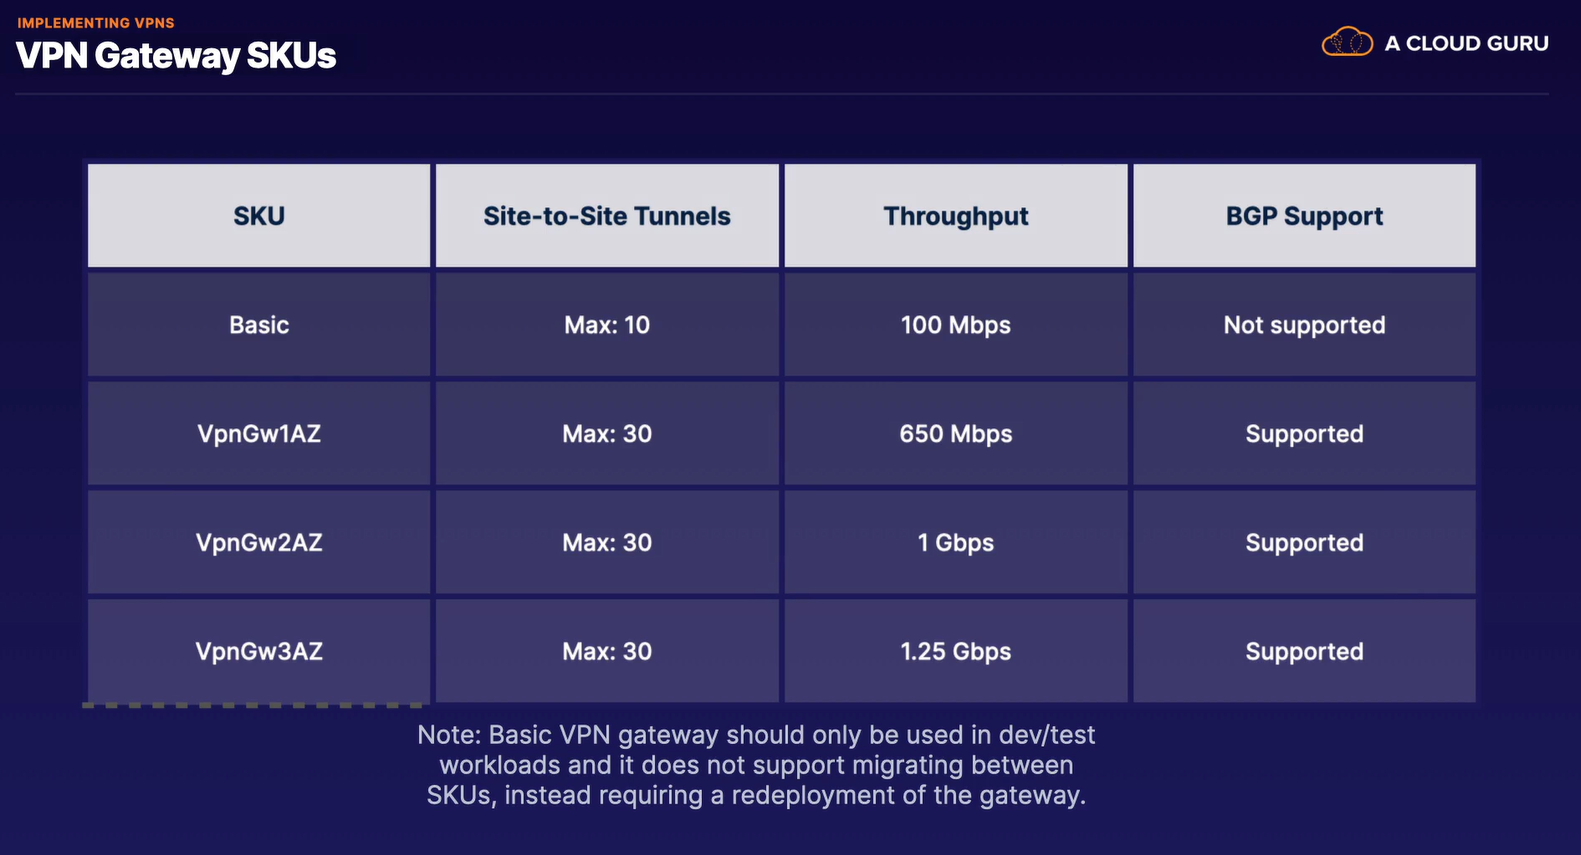 IMPLEMENTING VPNS
VPN Gateway SKUs
A CLOUD GURU
SKU
Site-to-Site Tunnels
Throughput
BGP Support
Basic
Max: 10
100 Mbps
Not supported
VpnGw1AZ
Max: 30
650 Mbps
Supported
VpnGw2AZ
Max: 30
1 Gbps
Supported
VpnGw3AZ
Max: 30
1.25 Gbps
Supported
Note: Basic VPN gateway should only be used in dev/test
workloads and it does not support migrating between
SKUs, instead requiring a redeployment of the gateway.